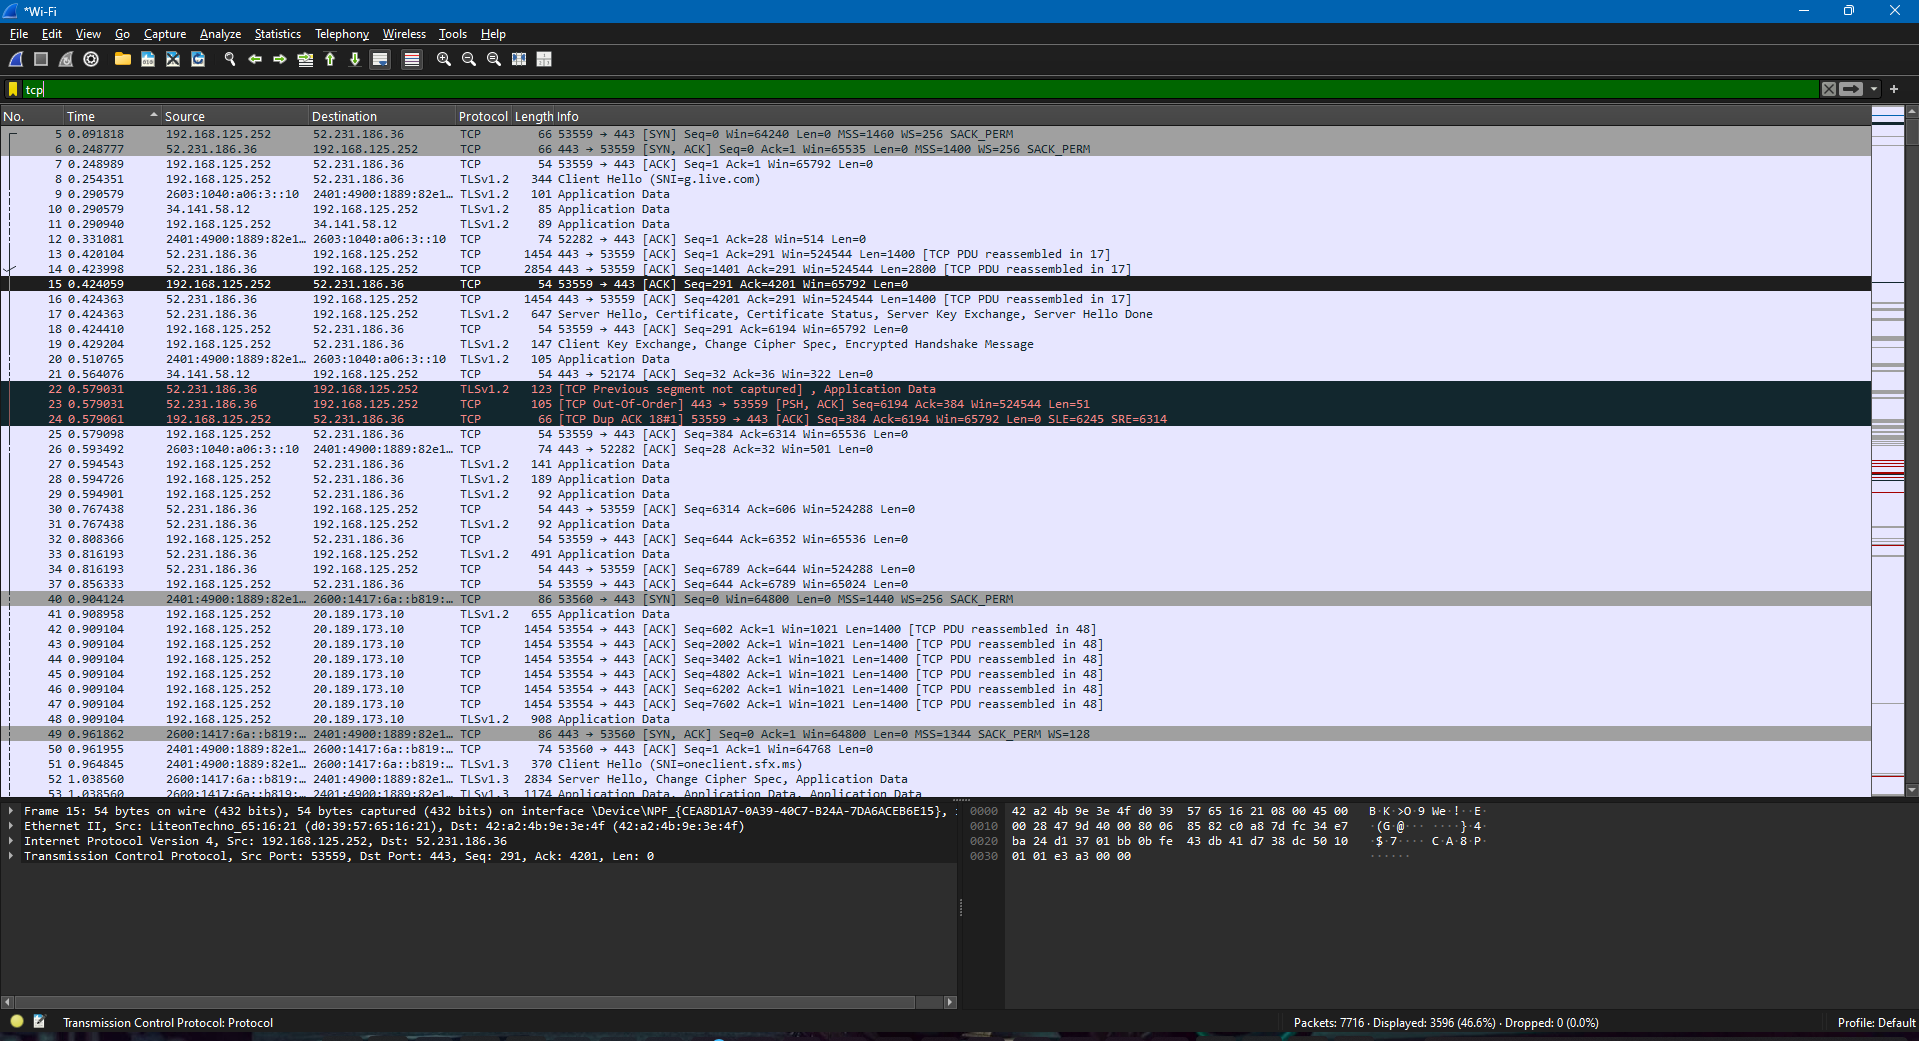 *Wi-Fi
File Edit View Go Capture Analyze Statistics Telephony Wireless Tools Help
tcp
No. Time Source Destination Protocol Length Info
5 0.091818 192.168.125.252 52.231.186.36 TCP 66 53559 → 443 [SYN] Seq=0 Win=64240 Len=0 MSS=1460 WS=256 SACK_PERM
6 0.248777 52.231.186.36 192.168.125.252 TCP 66 443 → 53559 [SYN, ACK] Seq=0 Ack=1 Win=65535 Len=0 MSS=1400 WS=256 SACK_PERM
7 0.248989 192.168.125.252 52.231.186.36 TCP 54 53559 → 443 [ACK] Seq=1 Ack=1 Win=65792 Len=0
8 0.254351 192.168.125.252 52.231.186.36 TLSv1.2 344 Client Hello (SNI=g.live.com)
9 0.290579 2603:1040:a06:3::10 2401:4900:1889:82e1… TLSv1.2 101 Application Data
10 0.290579 34.141.58.12 192.168.125.252 TLSv1.2 85 Application Data
11 0.290940 192.168.125.252 34.141.58.12 TLSv1.2 89 Application Data
12 0.331081 2401:4900:1889:82e1… 2603:1040:a06:3::10 TCP 74 52282 → 443 [ACK] Seq=1 Ack=28 Win=514 Len=0
13 0.420104 52.231.186.36 192.168.125.252 TCP 1454 443 → 53559 [ACK] Seq=1 Ack=291 Win=524544 Len=1400 [TCP PDU reassembled in 17]
14 0.423998 52.231.186.36 192.168.125.252 TCP 2854 443 → 53559 [ACK] Seq=1401 Ack=291 Win=524544 Len=2800 [TCP PDU reassembled in 17]
15 0.424059 192.168.125.252 52.231.186.36 TCP 54 53559 → 443 [ACK] Seq=291 Ack=4201 Win=65792 Len=0
16 0.424363 52.231.186.36 192.168.125.252 TCP 1454 443 → 53559 [ACK] Seq=4201 Ack=291 Win=524544 Len=1400 [TCP PDU reassembled in 17]
17 0.424363 52.231.186.36 192.168.125.252 TLSv1.2 647 Server Hello, Certificate, Certificate Status, Server Key Exchange, Server Hello Done
18 0.424410 192.168.125.252 52.231.186.36 TCP 54 53559 → 443 [ACK] Seq=291 Ack=6194 Win=65792 Len=0
19 0.429204 192.168.125.252 52.231.186.36 TLSv1.2 147 Client Key Exchange, Change Cipher Spec, Encrypted Handshake Message
20 0.510765 2401:4900:1889:82e1… 2603:1040:a06:3::10 TLSv1.2 105 Application Data
21 0.564076 34.141.58.12 192.168.125.252 TCP 54 443 → 52174 [ACK] Seq=32 Ack=36 Win=322 Len=0
22 0.579031 52.231.186.36 192.168.125.252 TLSv1.2 123 [TCP Previous segment not captured] , Application Data
23 0.579031 52.231.186.36 192.168.125.252 TCP 105 [TCP Out-Of-Order] 443 → 53559 [PSH, ACK] Seq=6194 Ack=384 Win=524544 Len=51
24 0.579061 192.168.125.252 52.231.186.36 TCP 66 [TCP Dup ACK 18#1] 53559 → 443 [ACK] Seq=384 Ack=6194 Win=65792 Len=0 SLE=6245 SRE=6314
25 0.579098 192.168.125.252 52.231.186.36 TCP 54 53559 → 443 [ACK] Seq=384 Ack=6314 Win=65536 Len=0
26 0.593492 2603:1040:a06:3::10 2401:4900:1889:82e1… TCP 74 443 → 52282 [ACK] Seq=28 Ack=32 Win=501 Len=0
27 0.594543 192.168.125.252 52.231.186.36 TLSv1.2 141 Application Data
28 0.594726 192.168.125.252 52.231.186.36 TLSv1.2 189 Application Data
29 0.594901 192.168.125.252 52.231.186.36 TLSv1.2 92 Application Data
30 0.767438 52.231.186.36 192.168.125.252 TCP 54 443 → 53559 [ACK] Seq=6314 Ack=606 Win=524288 Len=0
31 0.767438 52.231.186.36 192.168.125.252 TLSv1.2 92 Application Data
32 0.808366 192.168.125.252 52.231.186.36 TCP 54 53559 → 443 [ACK] Seq=644 Ack=6352 Win=65536 Len=0
33 0.816193 52.231.186.36 192.168.125.252 TLSv1.2 491 Application Data
34 0.816193 52.231.186.36 192.168.125.252 TCP 54 443 → 53559 [ACK] Seq=6789 Ack=644 Win=524288 Len=0
37 0.856333 192.168.125.252 52.231.186.36 TCP 54 53559 → 443 [ACK] Seq=644 Ack=6789 Win=65024 Len=0
40 0.904124 2401:4900:1889:82e1… 2600:1417:6a::b819:… TCP 86 53560 → 443 [SYN] Seq=0 Win=64800 Len=0 MSS=1440 WS=256 SACK_PERM
41 0.908958 192.168.125.252 20.189.173.10 TLSv1.2 655 Application Data
42 0.909104 192.168.125.252 20.189.173.10 TCP 1454 53554 → 443 [ACK] Seq=602 Ack=1 Win=1021 Len=1400 [TCP PDU reassembled in 48]
43 0.909104 192.168.125.252 20.189.173.10 TCP 1454 53554 → 443 [ACK] Seq=2002 Ack=1 Win=1021 Len=1400 [TCP PDU reassembled in 48]
44 0.909104 192.168.125.252 20.189.173.10 TCP 1454 53554 → 443 [ACK] Seq=3402 Ack=1 Win=1021 Len=1400 [TCP PDU reassembled in 48]
45 0.909104 192.168.125.252 20.189.173.10 TCP 1454 53554 → 443 [ACK] Seq=4802 Ack=1 Win=1021 Len=1400 [TCP PDU reassembled in 48]
46 0.909104 192.168.125.252 20.189.173.10 TCP 1454 53554 → 443 [ACK] Seq=6202 Ack=1 Win=1021 Len=1400 [TCP PDU reassembled in 48]
47 0.909104 192.168.125.252 20.189.173.10 TCP 1454 53554 → 443 [ACK] Seq=7602 Ack=1 Win=1021 Len=1400 [TCP PDU reassembled in 48]
48 0.909104 192.168.125.252 20.189.173.10 TLSv1.2 908 Application Data
49 0.961862 2600:1417:6a::b819:… 2401:4900:1889:82e1… TCP 86 443 → 53560 [SYN, ACK] Seq=0 Ack=1 Win=64800 Len=0 MSS=1344 SACK_PERM WS=128
50 0.961955 2401:4900:1889:82e1… 2600:1417:6a::b819:… TCP 74 53560 → 443 [ACK] Seq=1 Ack=1 Win=64768 Len=0
51 0.964845 2401:4900:1889:82e1… 2600:1417:6a::b819:… TLSv1.3 370 Client Hello (SNI=oneclient.sfx.ms)
52 1.038560 2600:1417:6a::b819:… 2401:4900:1889:82e1… TLSv1.3 2834 Server Hello, Change Cipher Spec, Application Data
53 1.038560 2600:1417:6a::b819:… 2401:4900:1889:82e1… TLSv1.3 1174 Application Data, Application Data, Application Data
Frame 15: 54 bytes on wire (432 bits), 54 bytes captured (432 bits) on interface \Device\NPF_{CEA8D1A7-0A39-40C7-B24A-7DA6ACEB6E15},
Ethernet II, Src: LiteonTechno_65:16:21 (d0:39:57:65:16:21), Dst: 42:a2:4b:9e:3e:4f (42:a2:4b:9e:3e:4f)
Internet Protocol Version 4, Src: 192.168.125.252, Dst: 52.231.186.36
Transmission Control Protocol, Src Port: 53559, Dst Port: 443, Seq: 291, Ack: 4201, Len: 0
0000 42 a2 4b 9e 3e 4f d0 39 57 65 16 21 08 00 45 00 B·K·>O·9 We·!··E·
0010 00 28 47 9d 40 00 80 06 85 82 c0 a8 7d fc 34 e7 ·(G·@··· ····}·4·
0020 ba 24 d1 37 01 bb 0b fe 43 db 41 d7 38 dc 50 10 ·$·7···· C·A·8·P·
0030 01 01 e3 a3 00 00 ······
Transmission Control Protocol: Protocol
Packets: 7716 · Displayed: 3596 (46.6%) · Dropped: 0 (0.0%)
Profile: Default